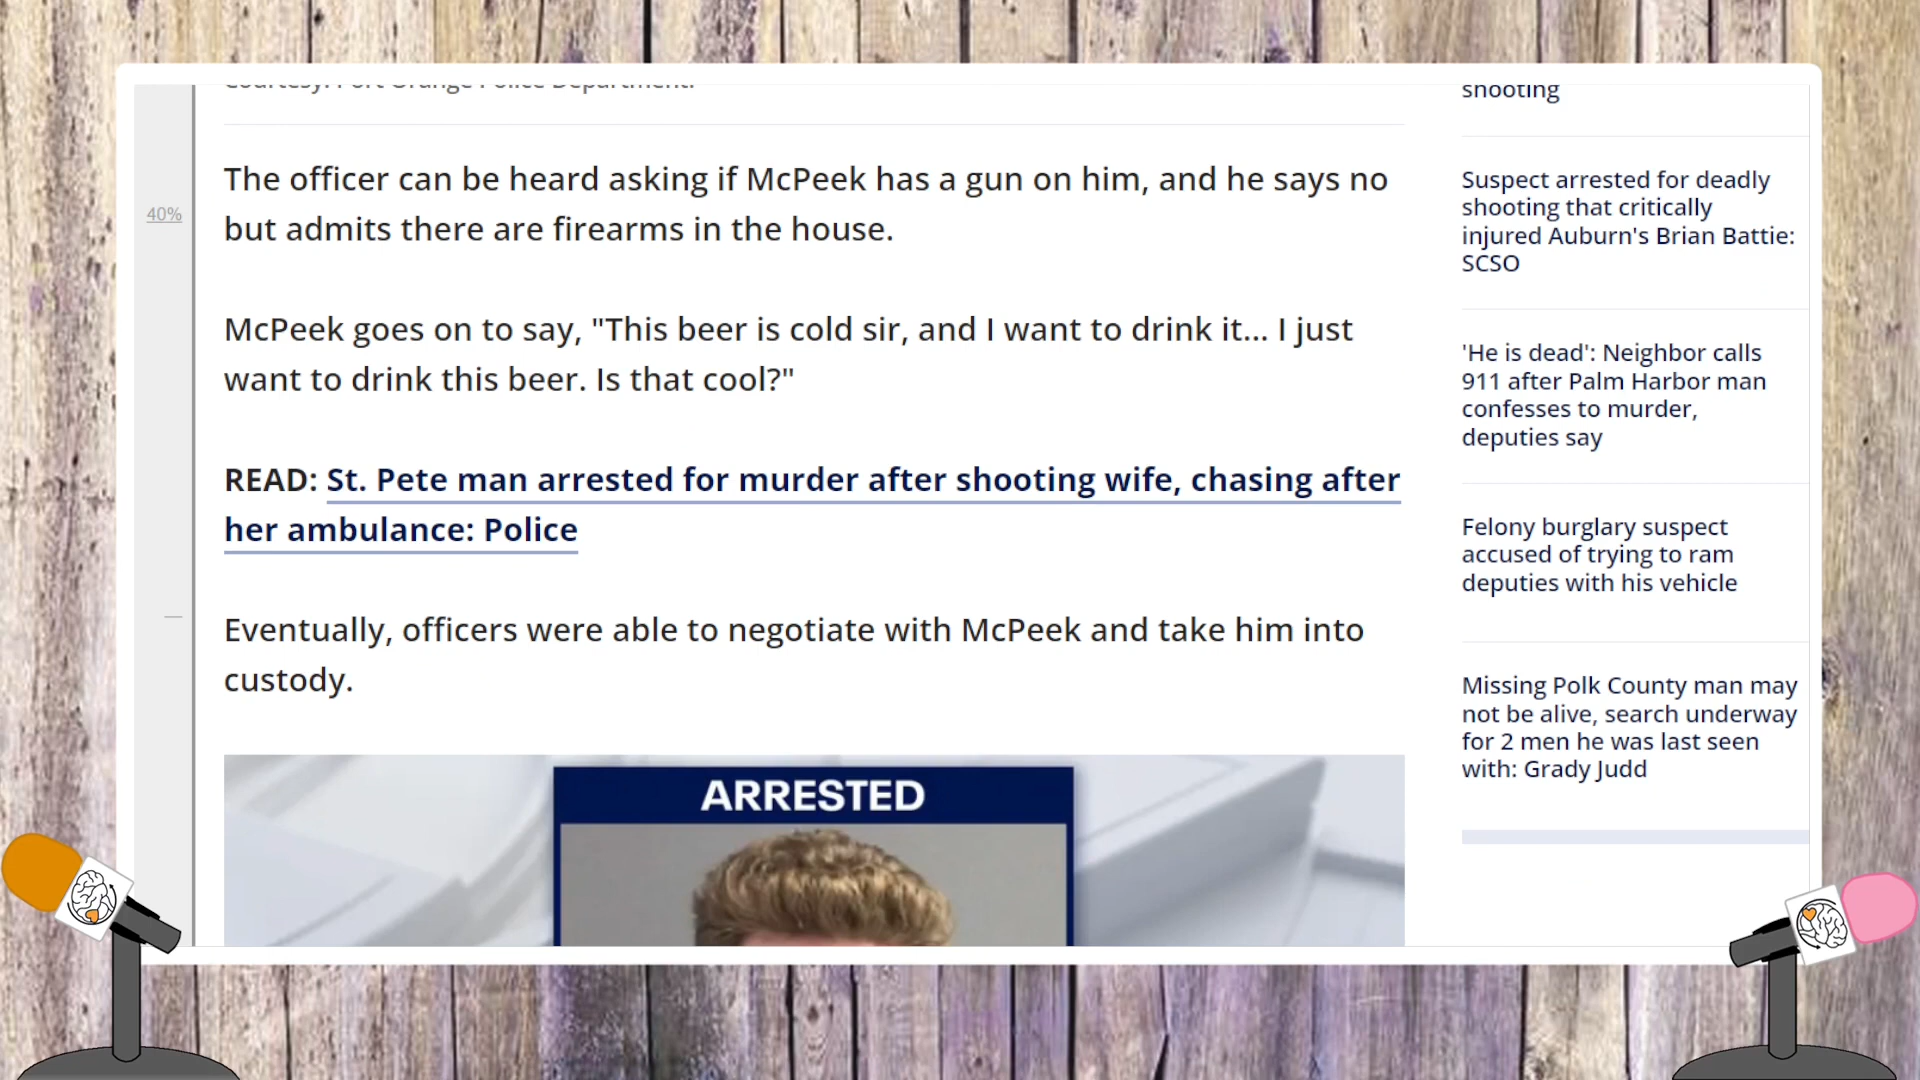 Courtesy: Port Orange Police Department.
The officer can be heard asking if McPeek has a gun on him, and he says no
but admits there are firearms in the house.
McPeek goes on to say, "This beer is cold sir, and I want to drink it... I just
want to drink this beer. Is that cool?"
READ: St. Pete man arrested for murder after shooting wife, chasing after
her ambulance: Police
Eventually, officers were able to negotiate with McPeek and take him into
custody.
ARRESTED
40%
shooting
Suspect arrested for deadly
shooting that critically
injured Auburn's Brian Battie:
SCSO
'He is dead': Neighbor calls
911 after Palm Harbor man
confesses to murder,
deputies say
Felony burglary suspect
accused of trying to ram
deputies with his vehicle
Missing Polk County man may
not be alive, search underway
for 2 men he was last seen
with: Grady Judd